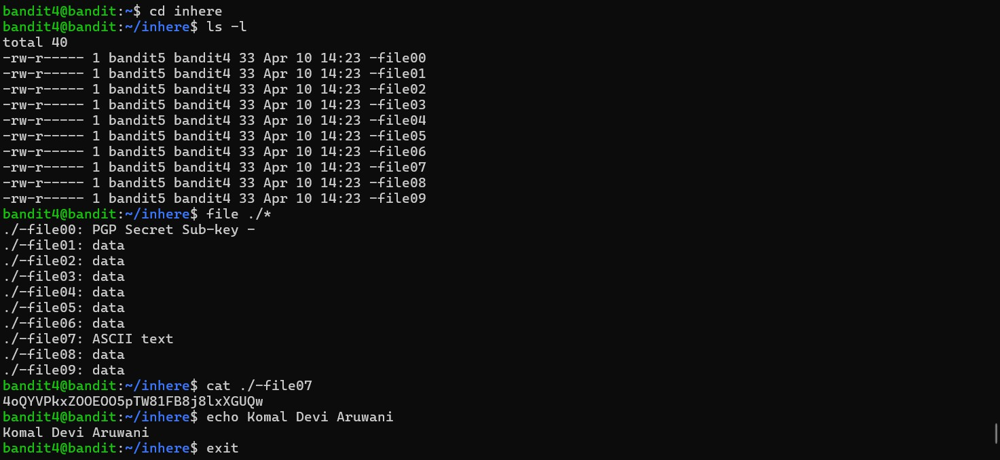 bandit4@bandit:~$ cd inhere
bandit4@bandit:~/inhere$ ls -l
total 40
-rw-r----- 1 bandit5 bandit4 33 Apr 10 14:23 -file00
-rw-r----- 1 bandit5 bandit4 33 Apr 10 14:23 -file01
-rw-r----- 1 bandit5 bandit4 33 Apr 10 14:23 -file02
-rw-r----- 1 bandit5 bandit4 33 Apr 10 14:23 -file03
-rw-r----- 1 bandit5 bandit4 33 Apr 10 14:23 -file04
-rw-r----- 1 bandit5 bandit4 33 Apr 10 14:23 -file05
-rw-r----- 1 bandit5 bandit4 33 Apr 10 14:23 -file06
-rw-r----- 1 bandit5 bandit4 33 Apr 10 14:23 -file07
-rw-r----- 1 bandit5 bandit4 33 Apr 10 14:23 -file08
-rw-r----- 1 bandit5 bandit4 33 Apr 10 14:23 -file09
bandit4@bandit:~/inhere$ file ./*
./-file00: PGP Secret Sub-key -
./-file01: data
./-file02: data
./-file03: data
./-file04: data
./-file05: data
./-file06: data
./-file07: ASCII text
./-file08: data
./-file09: data
bandit4@bandit:~/inhere$ cat ./-file07
4oQYVPkxZOOEOO5pTW81FB8j8lxXGUQw
bandit4@bandit:~/inhere$ echo Komal Devi Aruwani
Komal Devi Aruwani
bandit4@bandit:~/inhere$ exit